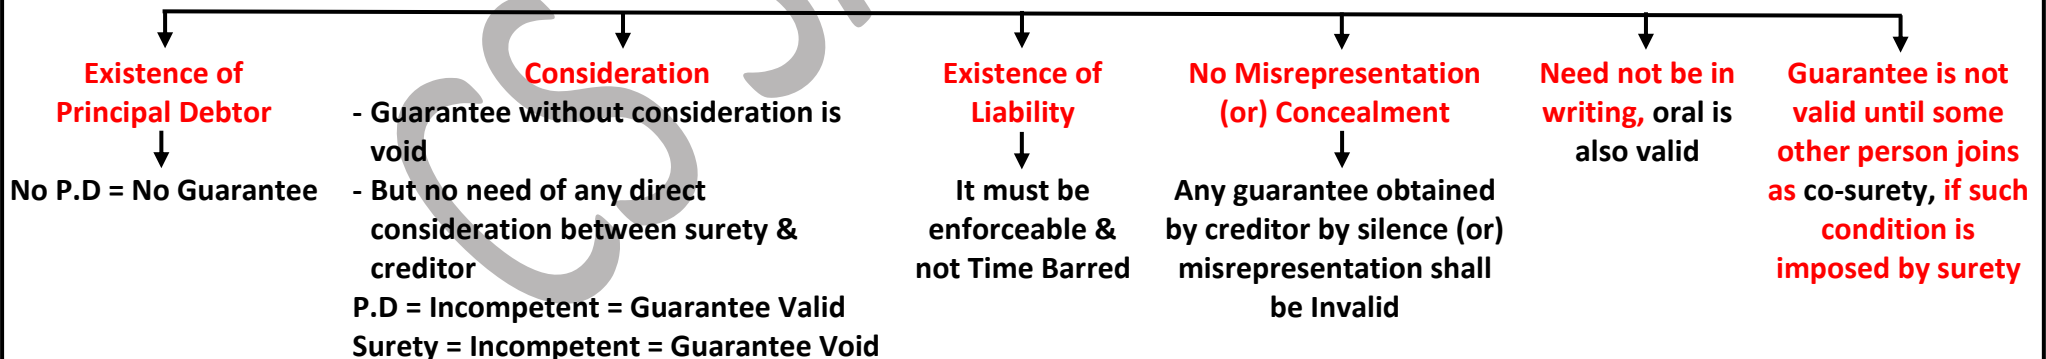 Existence of
Principal Debtor
No P.D = No Guarantee
Consideration
- Guarantee without consideration is
void
- But no need of any direct
consideration between surety &
creditor
P.D = Incompetent = Guarantee Valid
Surety = Incompetent = Guarantee Void
Existence of
Liability
It must be
enforceable &
not Time Barred
No Misrepresentation
(or) Concealment
Any guarantee obtained
by creditor by silence (or)
misrepresentation shall
be Invalid
Need not be in
writing, oral is
also valid
Guarantee is not
valid until some
other person joins
as co-surety, if such
condition is
imposed by surety